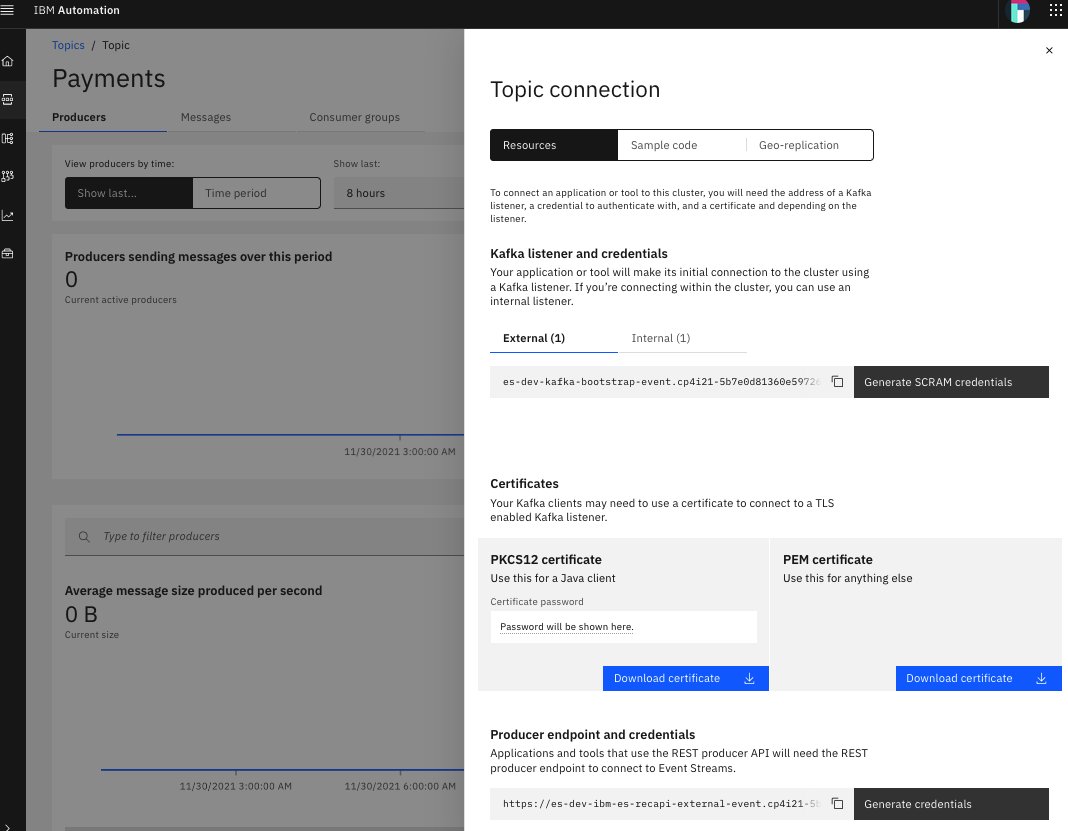 IBM Automation
Topics / Topic
Payments
Producers
Messages
Consumer groups
View producers by time:
Show last:
Show last...
Time period
8 hours
Producers sending messages over this period
0
Current active producers
11/30/2021 3:00:00 AM
Type to filter producers
Average message size produced per second
0 B
Current size
11/30/2021 3:00:00 AM
11/30/2021 6:00:00 AM
Topic connection
Resources
Sample code
Geo-replication
To connect an application or tool to this cluster, you will need the address of a Kafka
listener, a credential to authenticate with, and a certificate and depending on the
listener.
Kafka listener and credentials
Your application or tool will make its initial connection to the cluster using
a Kafka listener. If you’re connecting within the cluster, you can use an
internal listener.
External (1)
Internal (1)
es-dev-kafka-bootstrap-event.cp4i21-5b7e0d81360e59726
Generate SCRAM credentials
Certificates
Your Kafka clients may need to use a certificate to connect to a TLS
enabled Kafka listener.
PKCS12 certificate
Use this for a Java client
Certificate password
Password will be shown here.
Download certificate
PEM certificate
Use this for anything else
Download certificate
Producer endpoint and credentials
Applications and tools that use the REST producer API will need the REST
producer endpoint to connect to Event Streams.
https://es-dev-ibm-es-recapi-external-event.cp4i21-5b
Generate credentials